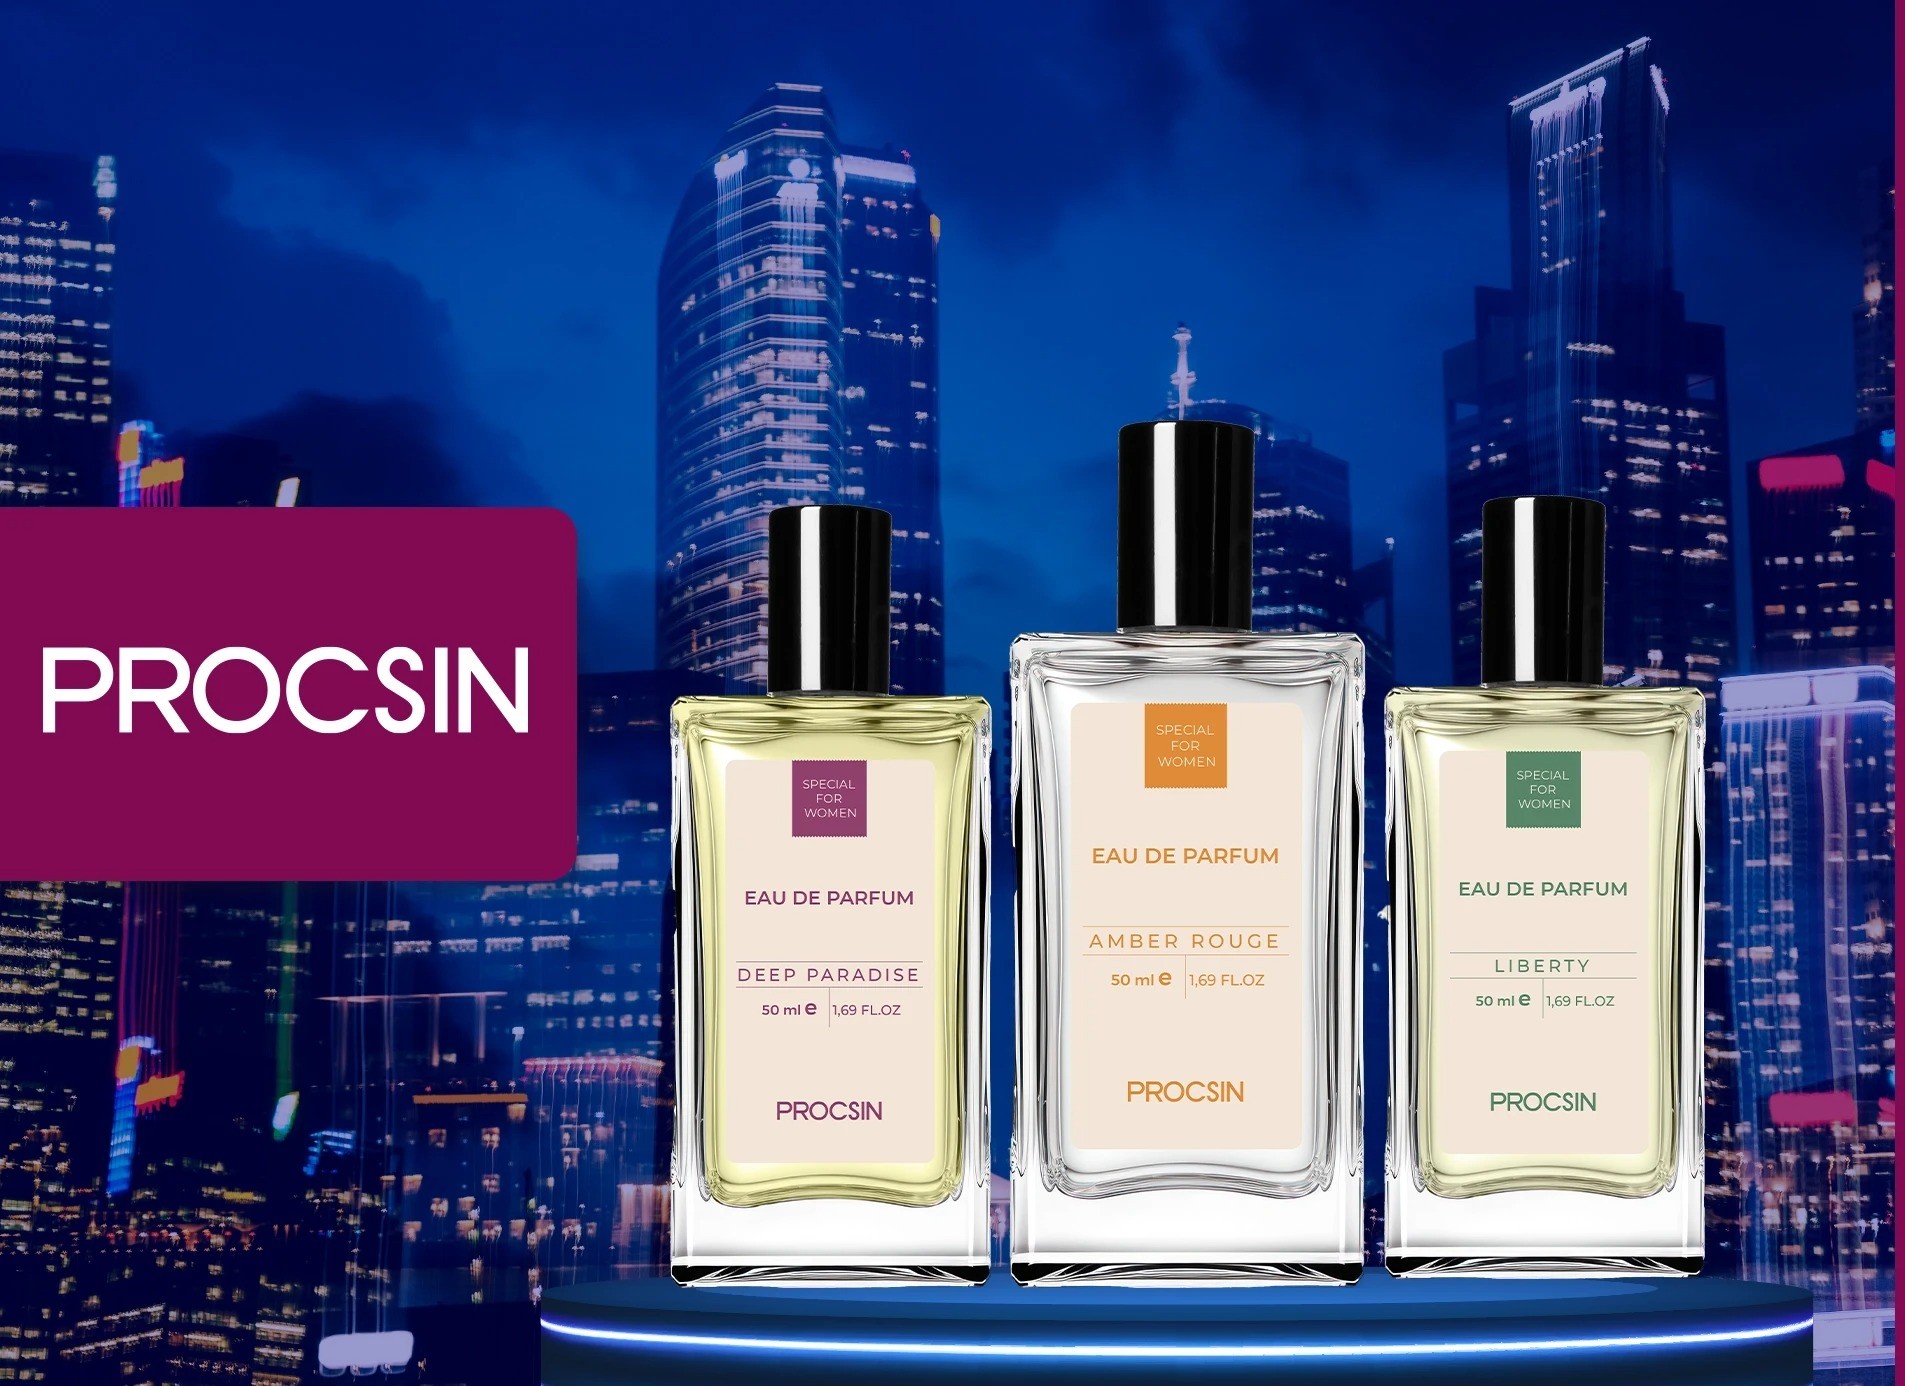 PROCSIN
SPECIAL
FOR
WOMEN
EAU DE PARFUM
DEEP PARADISE
50 ml e 1,69 FL.OZ
PROCSIN
SPECIAL
FOR
WOMEN
EAU DE PARFUM
AMBER ROUGE
50 ml e 1,69 FL.OZ
PROCSIN
SPECIAL
FOR
WOMEN
EAU DE PARFUM
LIBERTY
50 ml e 1,69 FL.OZ
PROCSIN